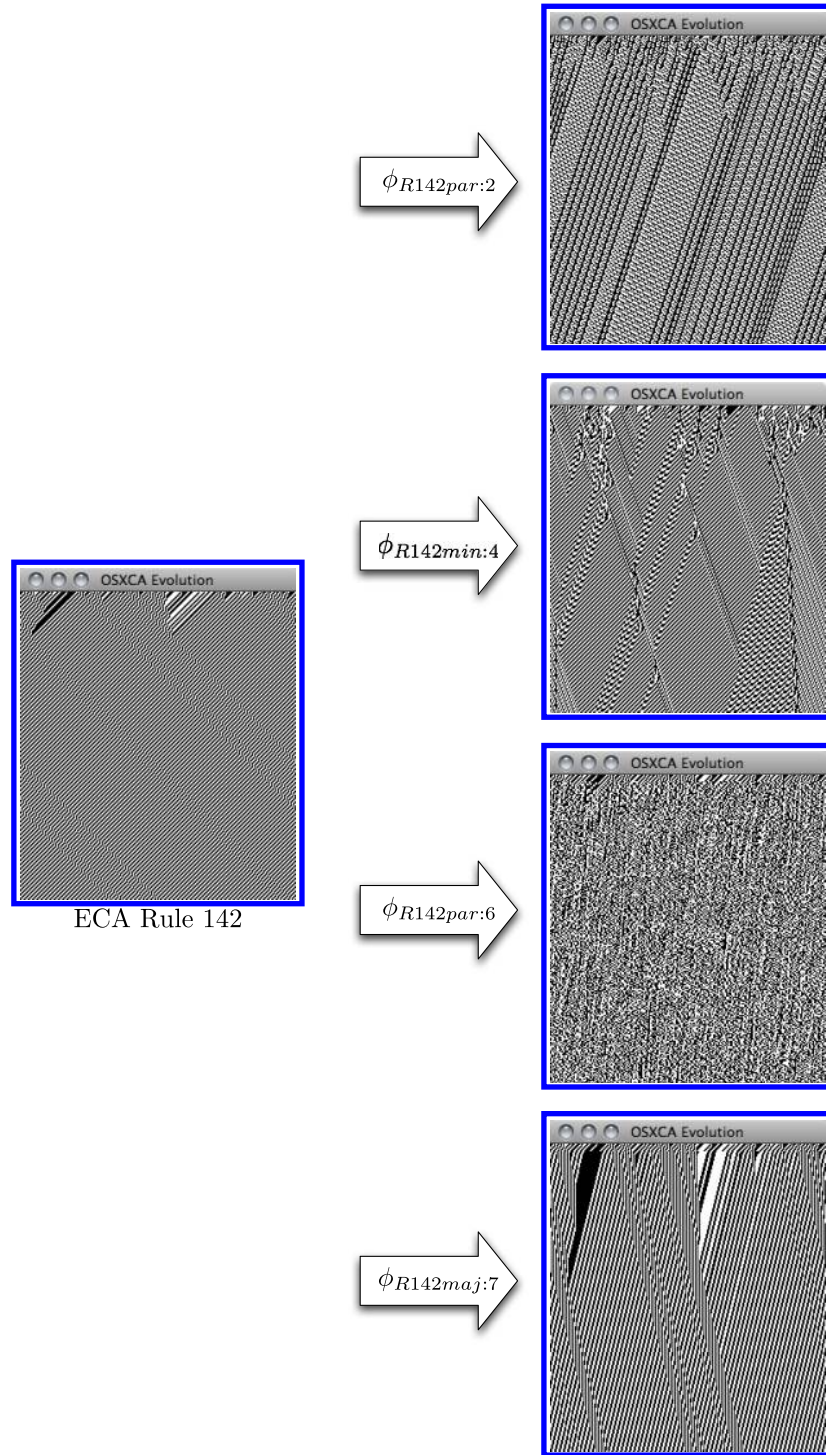 OSXCA Evolution
ϕR142par:2
OSXCA Evolution
ϕR142min:4
OSXCA Evolution
ECA Rule 142
OSXCA Evolution
ϕR142par:6
OSXCA Evolution
ϕR142maj:7